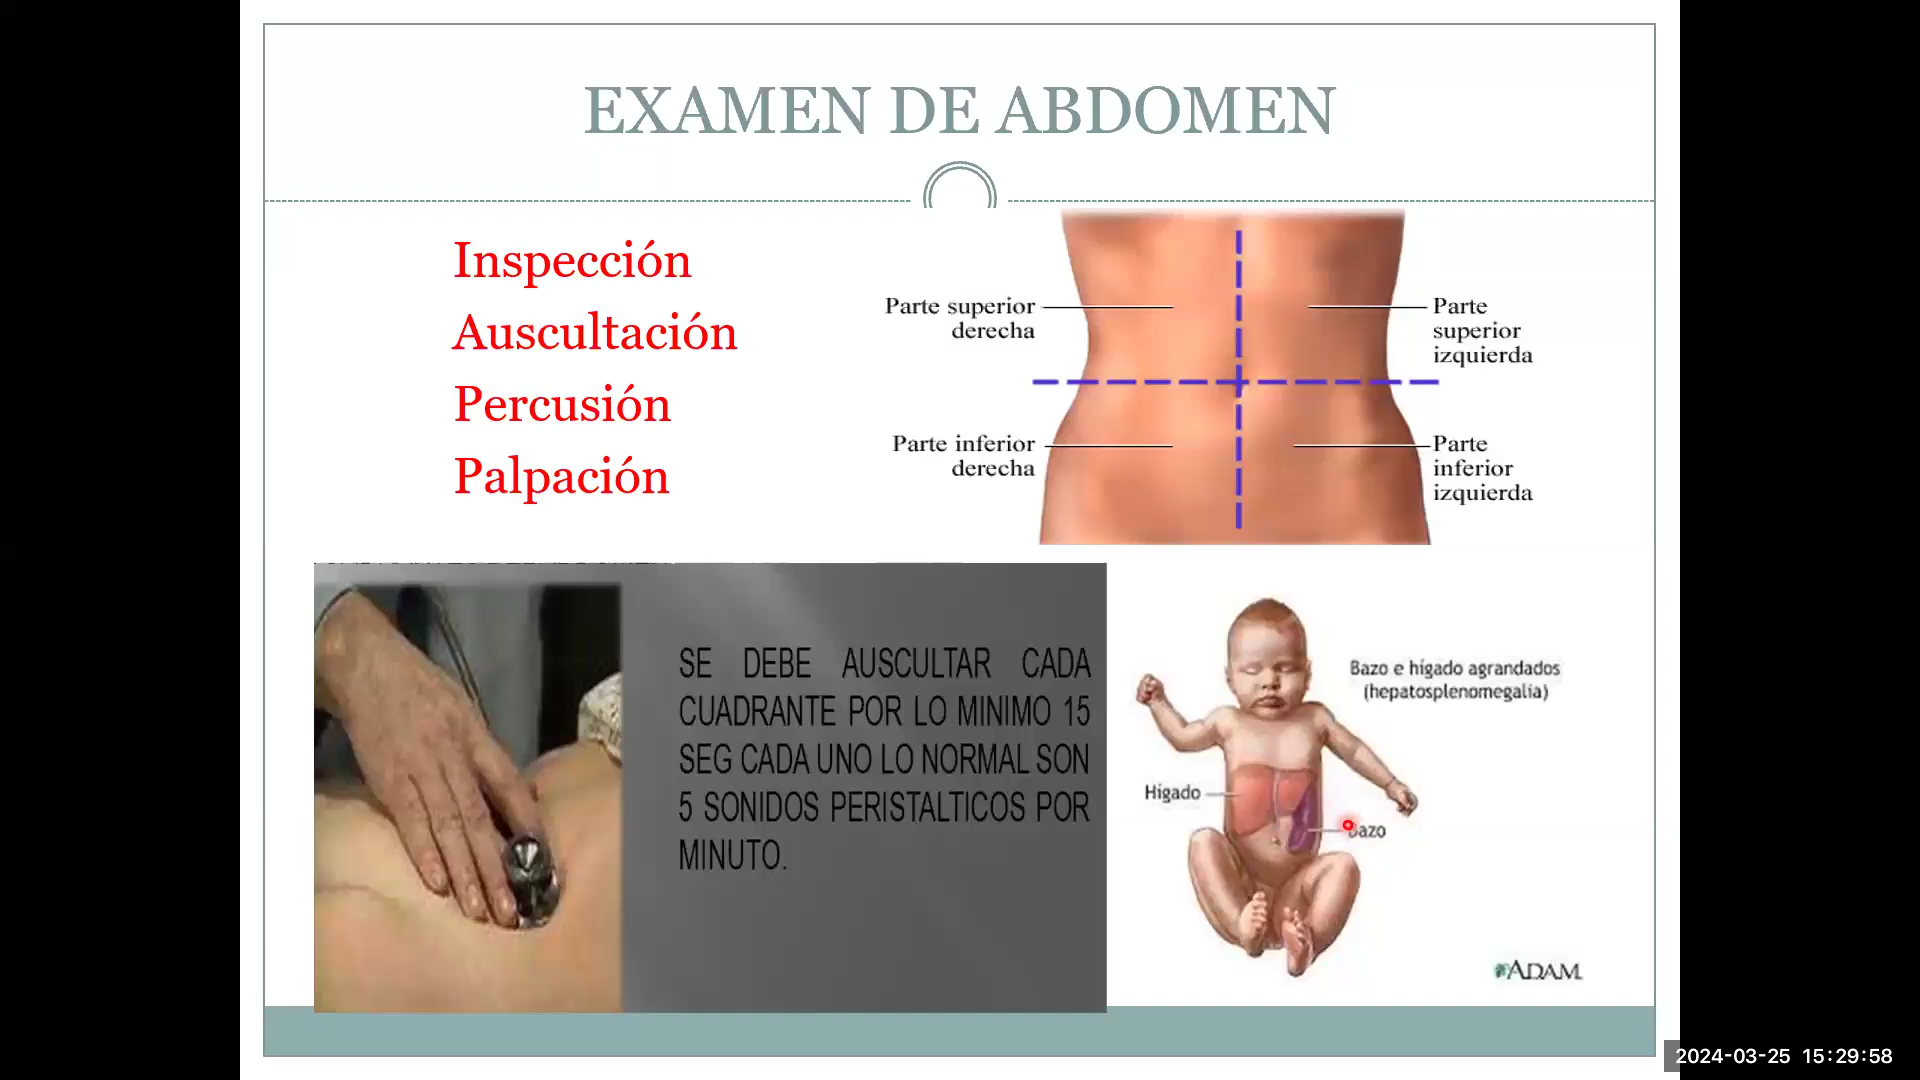 EXAMEN DE ABDOMEN
Inspección
Auscultación
Percusión
Palpación
Parte superior
derecha
Parte
superior
izquierda
Parte inferior
derecha
Parte
inferior
izquierda
SE DEBE AUSCULTAR CADA
CUADRANTE POR LO MINIMO 15
SEG CADA UNO LO NORMAL SON
5 SONIDOS PERISTALTICOS POR
MINUTO.
Bazo e hígado agrandados
(hepatosplenomegalia)
Hígado
Bazo
ADAM.
2024-03-25 15:29:58